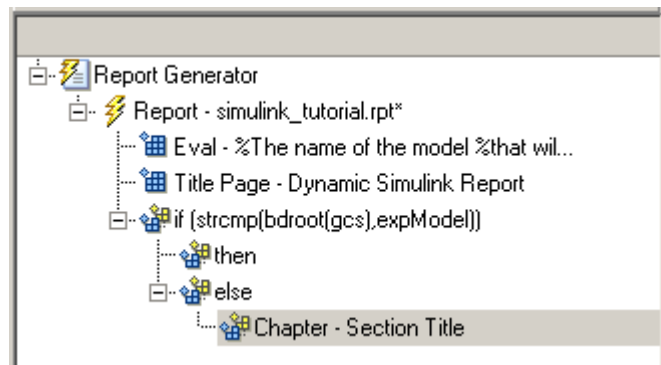 Report Generator
Report - simulink_tutorial.rpt*
Eval - %The name of the model %that wil...
Title Page - Dynamic Simulink Report
if (strcmp(bdroot(gcs),expModel))
then
else
Chapter - Section Title